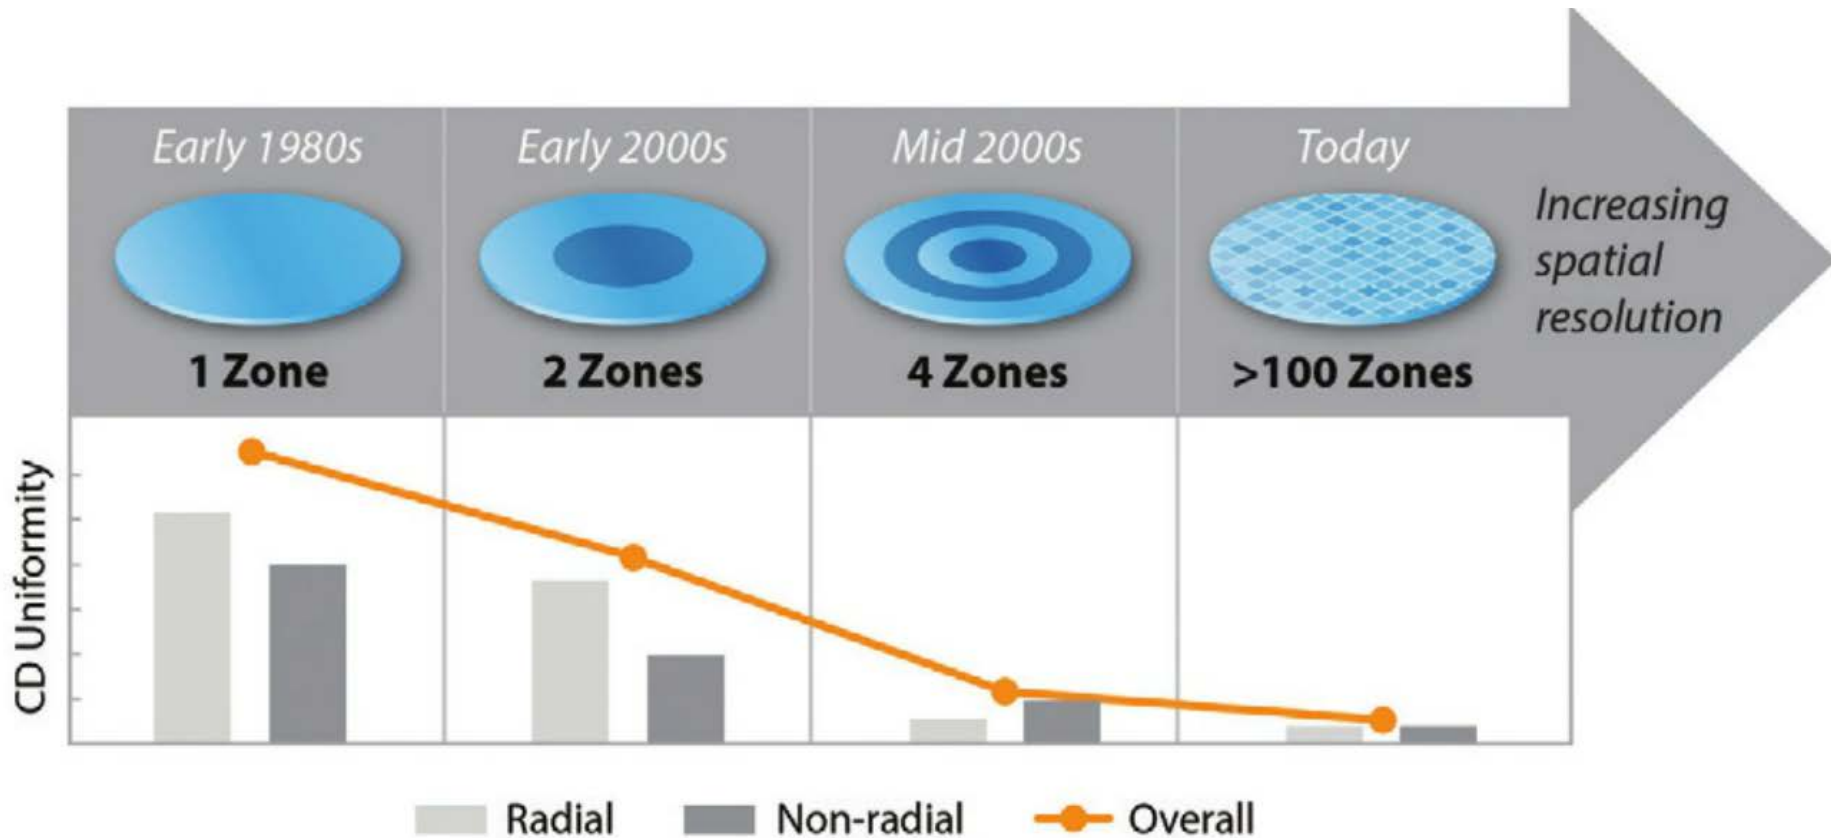 Early 1980s
Early 2000s
Mid 2000s
Today
Increasing
spatial
resolution
1 Zone
2 Zones
4 Zones
>100 Zones
CD Uniformity
Radial
Non-radial
Overall